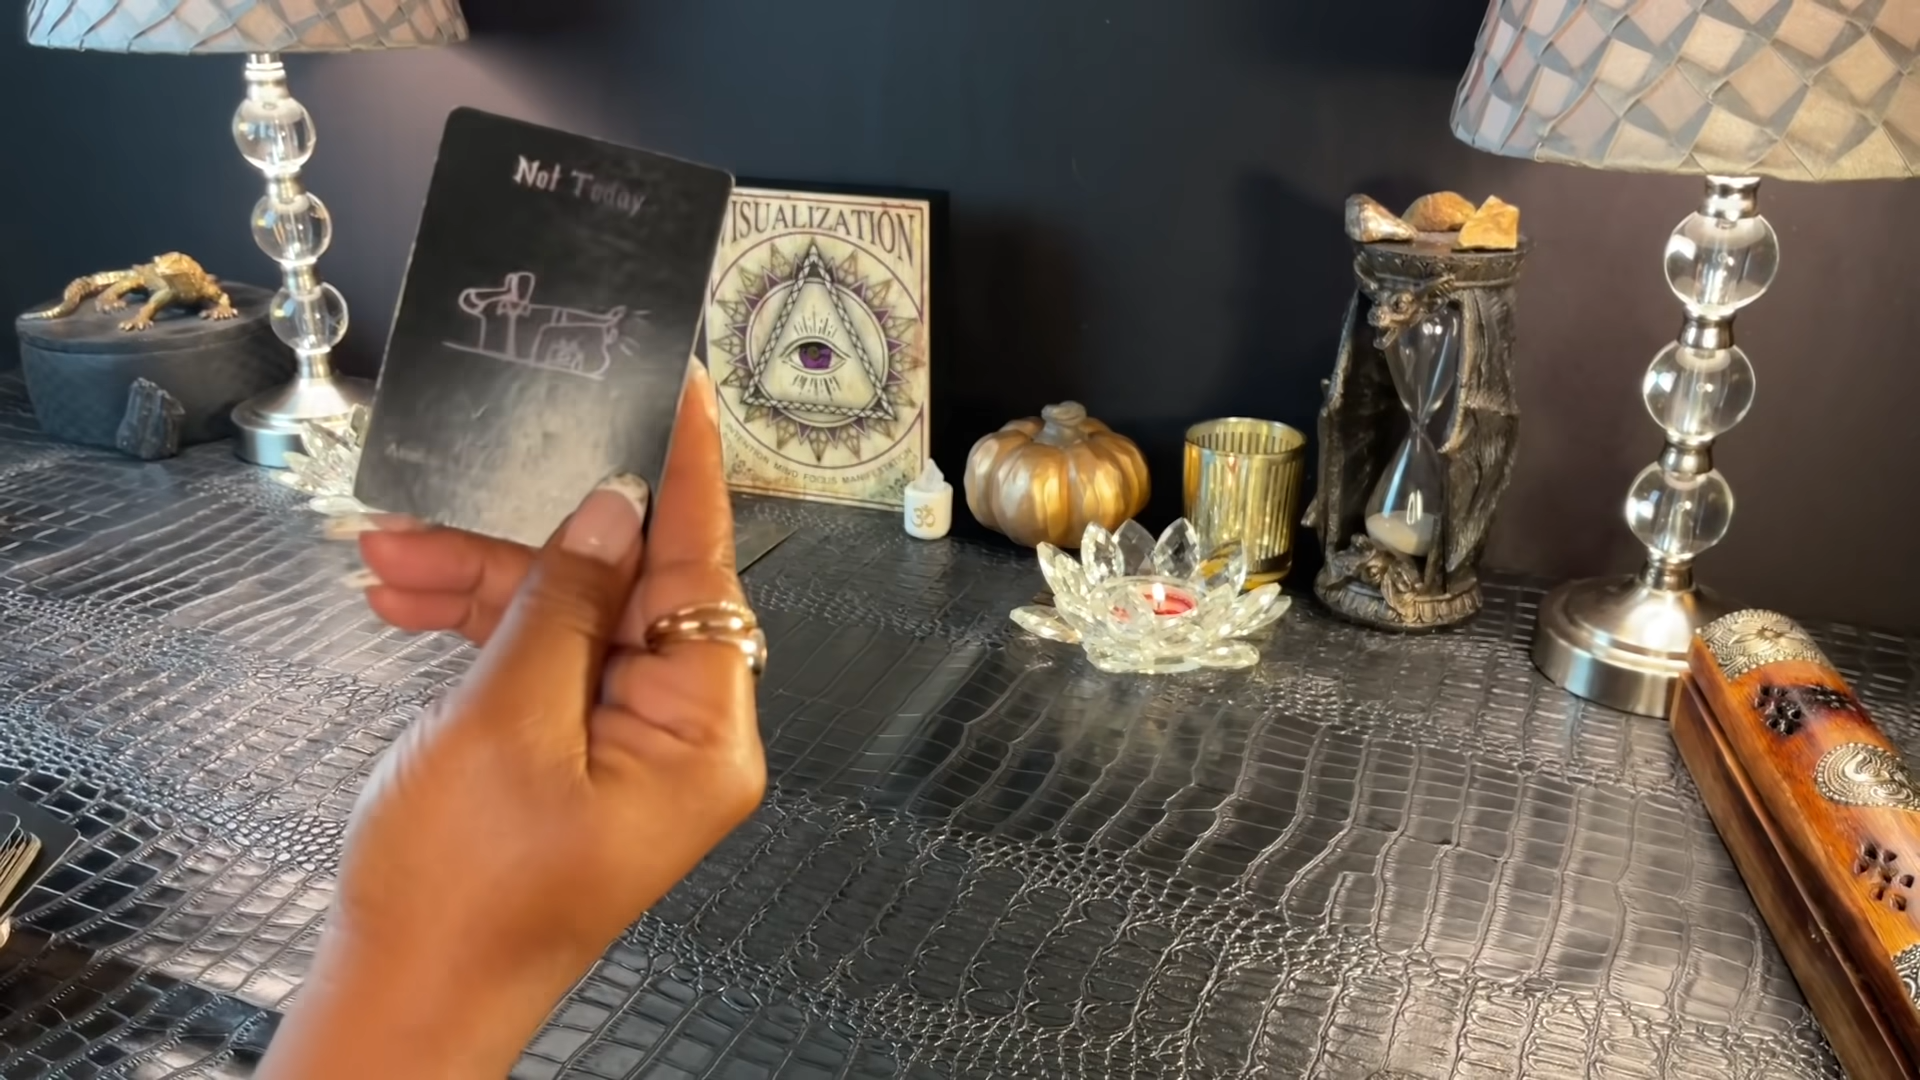 Not Today
VISUALIZATION
INTENTION MIND FOCUS MANIFESTATION
ॐ